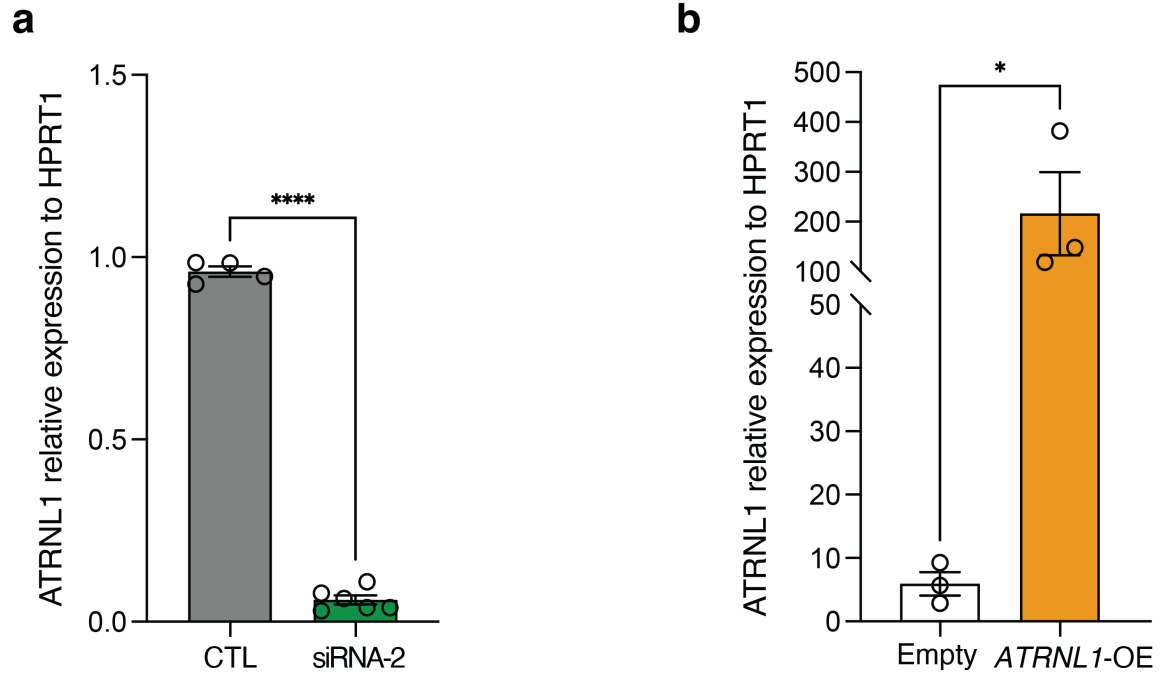 a
ATRNL1 relative expression to HPRT1
1.5
1.0
0.5
0.0
****
CTL
siRNA-2
b
ATRNL1 relative expression to HPRT1
500
400
300
200
100
50
40
30
20
10
0
*
Empty
ATRNL1-OE